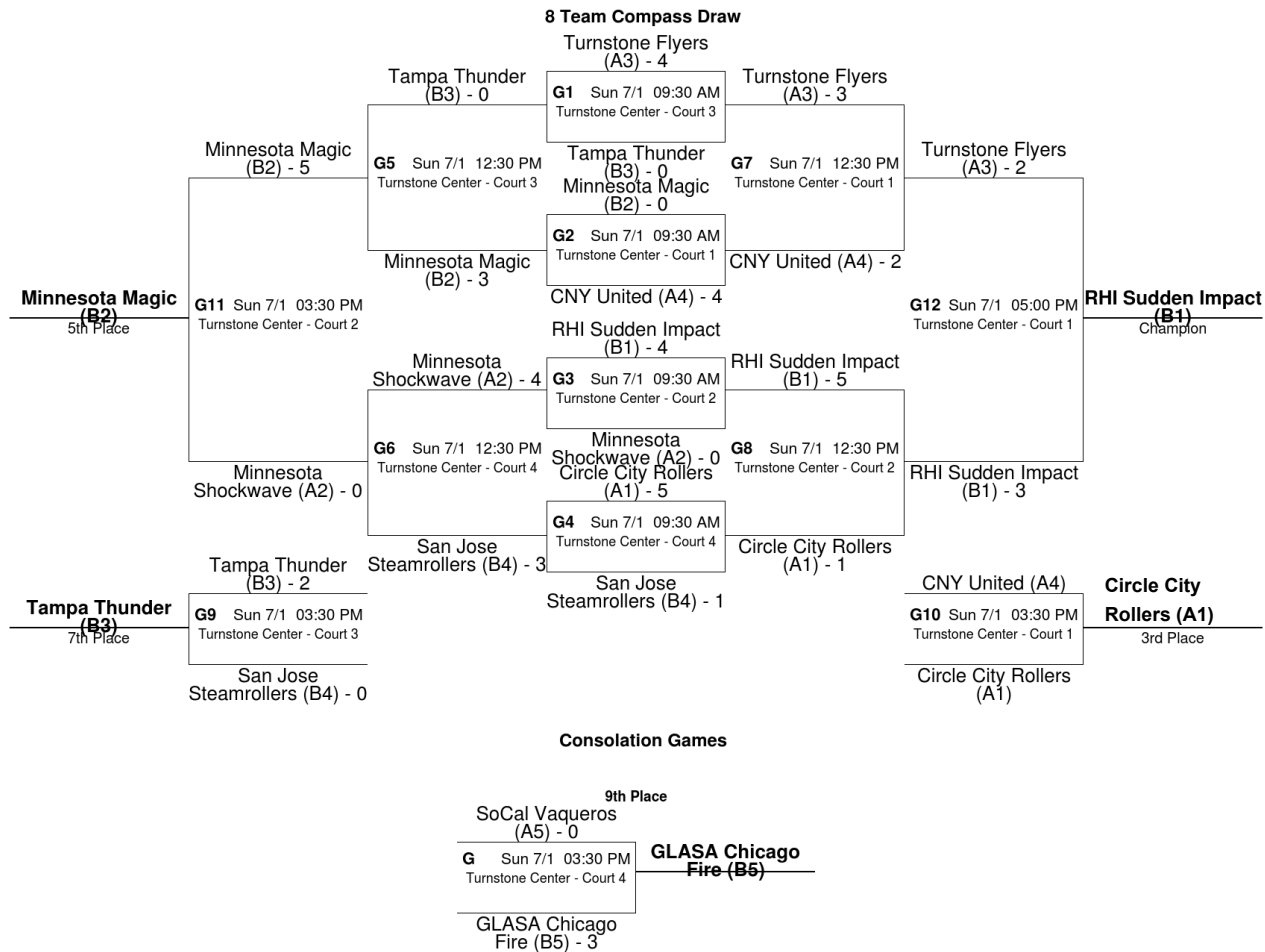 8 Team Compass Draw
Turnstone Flyers
(A3) - 4
Tampa Thunder
(B3) - 0
G1 Sun 7/1 09:30 AM
Turnstone Center - Court 3
Turnstone Flyers
(A3) - 3
Minnesota Magic
(B2) - 5
G5 Sun 7/1 12:30 PM
Turnstone Center - Court 3
Tampa Thunder
(B3) - 0
Minnesota Magic
(B2) - 0
G7 Sun 7/1 12:30 PM
Turnstone Center - Court 1
Turnstone Flyers
(A3) - 2
G2 Sun 7/1 09:30 AM
Turnstone Center - Court 1
Minnesota Magic
(B2) - 3
CNY United (A4) - 2
CNY United (A4) - 4
Minnesota Magic
(B2)
5th Place
G11 Sun 7/1 03:30 PM
Turnstone Center - Court 2
G12 Sun 7/1 05:00 PM
Turnstone Center - Court 1
RHI Sudden Impact
(B1)
Champion
RHI Sudden Impact
(B1) - 4
Minnesota
Shockwave (A2) - 4
G3 Sun 7/1 09:30 AM
Turnstone Center - Court 2
RHI Sudden Impact
(B1) - 5
Minnesota
Shockwave (A2) - 0
G6 Sun 7/1 12:30 PM
Turnstone Center - Court 4
Minnesota
Shockwave (A2) - 0
Circle City Rollers
(A1) - 5
G8 Sun 7/1 12:30 PM
Turnstone Center - Court 2
RHI Sudden Impact
(B1) - 3
G4 Sun 7/1 09:30 AM
Turnstone Center - Court 4
San Jose
Steamrollers (B4) - 3
Circle City Rollers
(A1) - 1
San Jose
Steamrollers (B4) - 1
Tampa Thunder
(B3) - 2
CNY United (A4)
Tampa Thunder
(B3)
7th Place
G9 Sun 7/1 03:30 PM
Turnstone Center - Court 3
G10 Sun 7/1 03:30 PM
Turnstone Center - Court 1
Circle City
Rollers (A1)
3rd Place
San Jose
Steamrollers (B4) - 0
Circle City Rollers
(A1)
Consolation Games
9th Place
SoCal Vaqueros
(A5) - 0
G Sun 7/1 03:30 PM
Turnstone Center - Court 4
GLASA Chicago
Fire (B5)
GLASA Chicago
Fire (B5) - 3